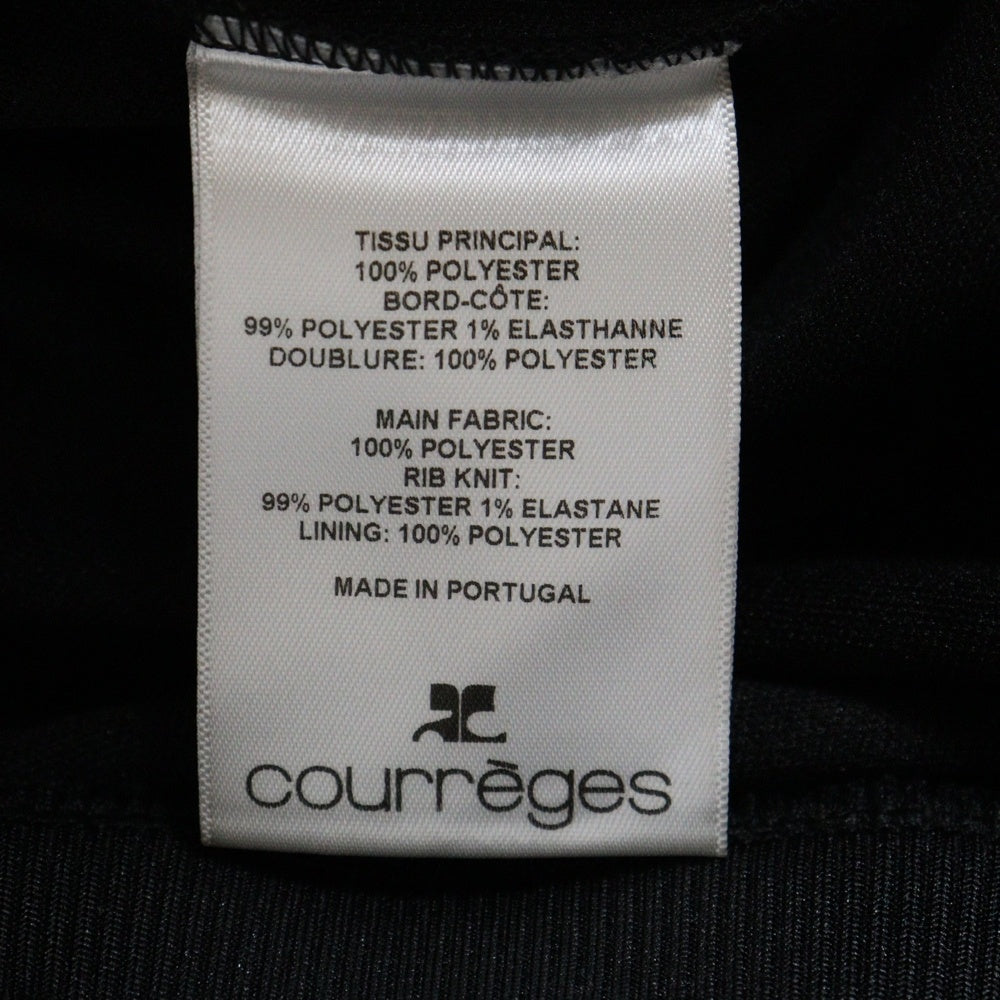 TISSU PRINCIPAL:
100% POLYESTER
BORD-CÔTE:
99% POLYESTER 1% ELASTHANNE
DOUBLURE: 100% POLYESTER
MAIN FABRIC:
100% POLYESTER
RIB KNIT:
99% POLYESTER 1% ELASTANE
LINING: 100% POLYESTER
MADE IN PORTUGAL
courrèges